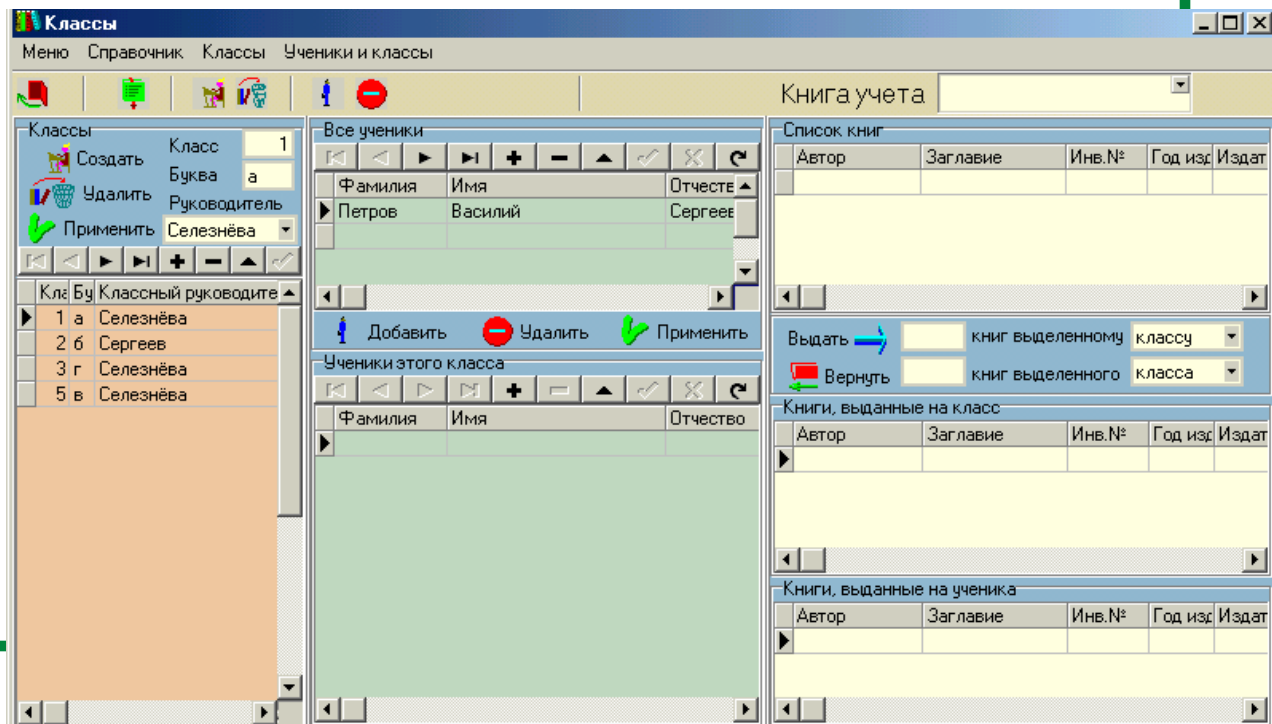 Классы
Меню Справочник Классы Ученики и классы
Книга учета
Классы
Создать
Удалить
Применить
Класс 1
Буква а
Руководитель
Селезнёва
Кла Бу Классный руководите
1 а Селезнёва
2 б Сергеев
3 г Селезнёва
5 в Селезнёва
Все ученики
Фамилия Имя Отчеств
Петров Василий Сергеев
Добавить Удалить Применить
Ученики этого класса
Фамилия Имя Отчество
Список книг
Автор Заглавие Инв.№ Год изд Издат
Выдать книг выделенному классу
Вернуть книг выделенного класса
Книги, выданные на класс
Автор Заглавие Инв.№ Год изд Издат
Книги, выданные на ученика
Автор Заглавие Инв.№ Год изд Издат